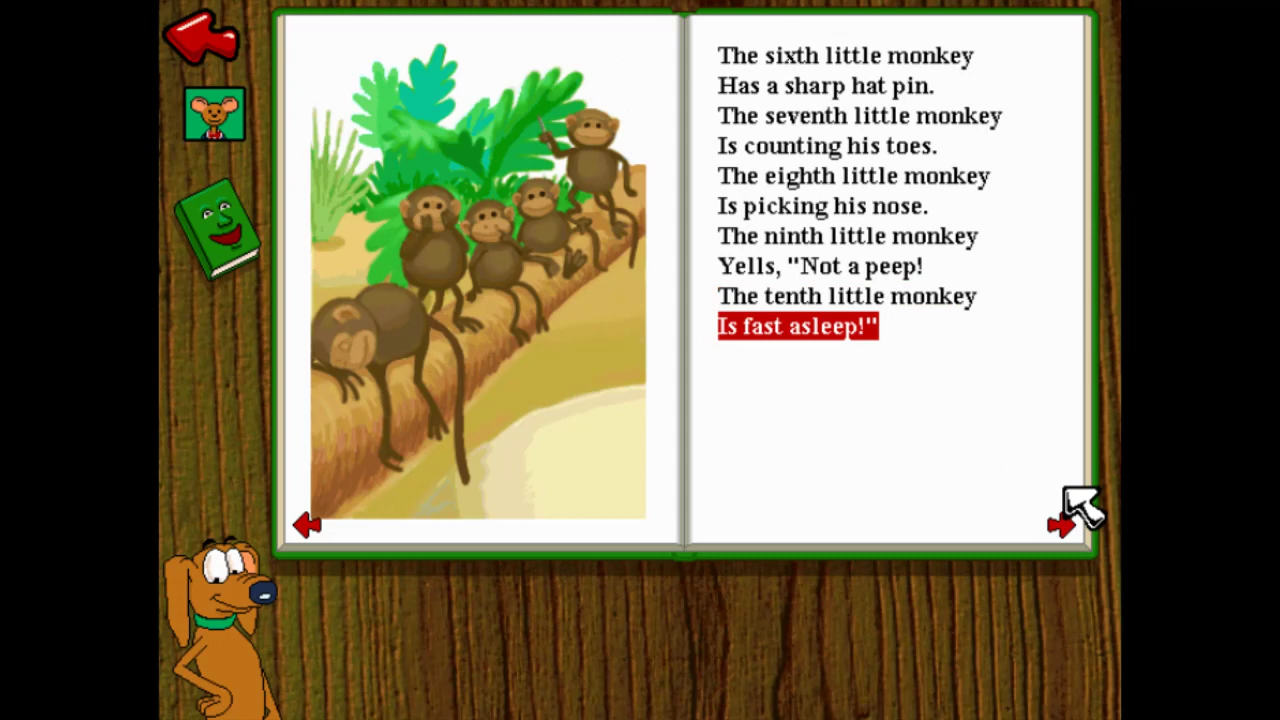 The sixth little monkey
Has a sharp hat pin.
The seventh little monkey
Is counting his toes.
The eighth little monkey
Is picking his nose.
The ninth little monkey
Yells, "Not a peep!
The tenth little monkey
Is fast asleep!"